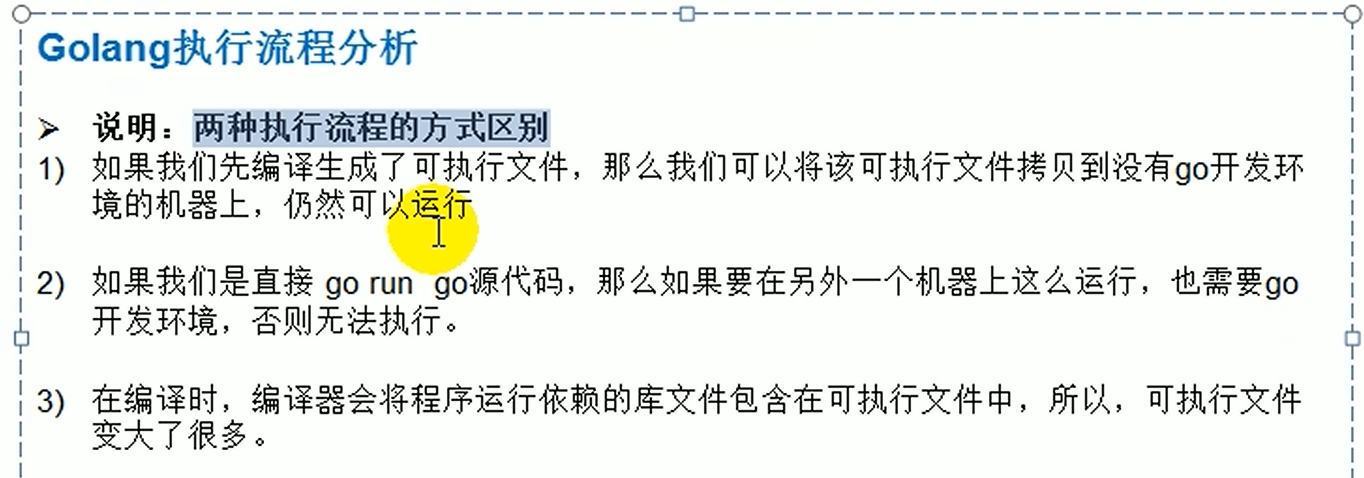 Golang执行流程分析
➢ 说明：两种执行流程的方式区别
1) 如果我们先编译生成了可执行文件，那么我们可以将该可执行文件拷贝到没有go开发环
境的机器上，仍然可以运行
2) 如果我们是直接 go run go源代码，那么如果要在另外一个机器上这么运行，也需要go
开发环境，否则无法执行。
3) 在编译时，编译器会将程序运行依赖的库文件包含在可执行文件中，所以，可执行文件
变大了很多。